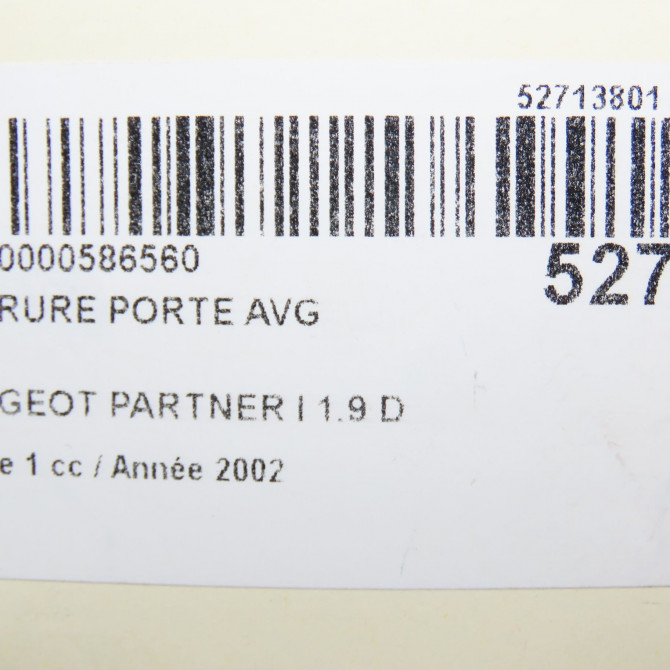 52713801
0000586560
527
RURE PORTE AVG
GEOT PARTNER I 1.9 D
e 1 cc / Année 2002